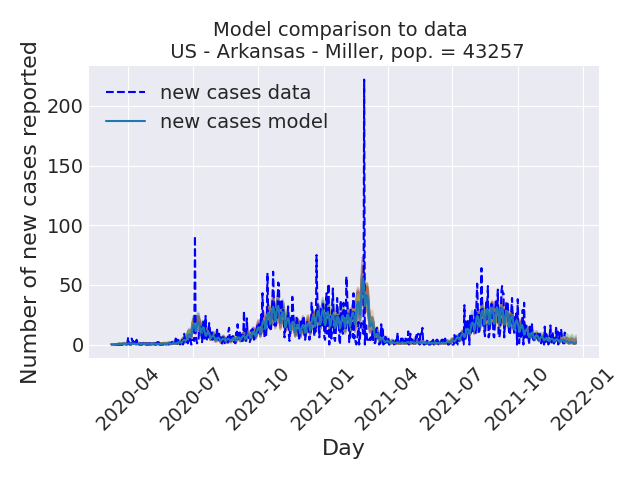 Model comparison to data
US - Arkansas - Miller, pop. = 43257
new cases data
new cases model
Number of new cases reported
200
150
100
50
0
2020-04
2020-07
2020-10
2021-01
2021-04
2021-07
2021-10
2022-01
Day